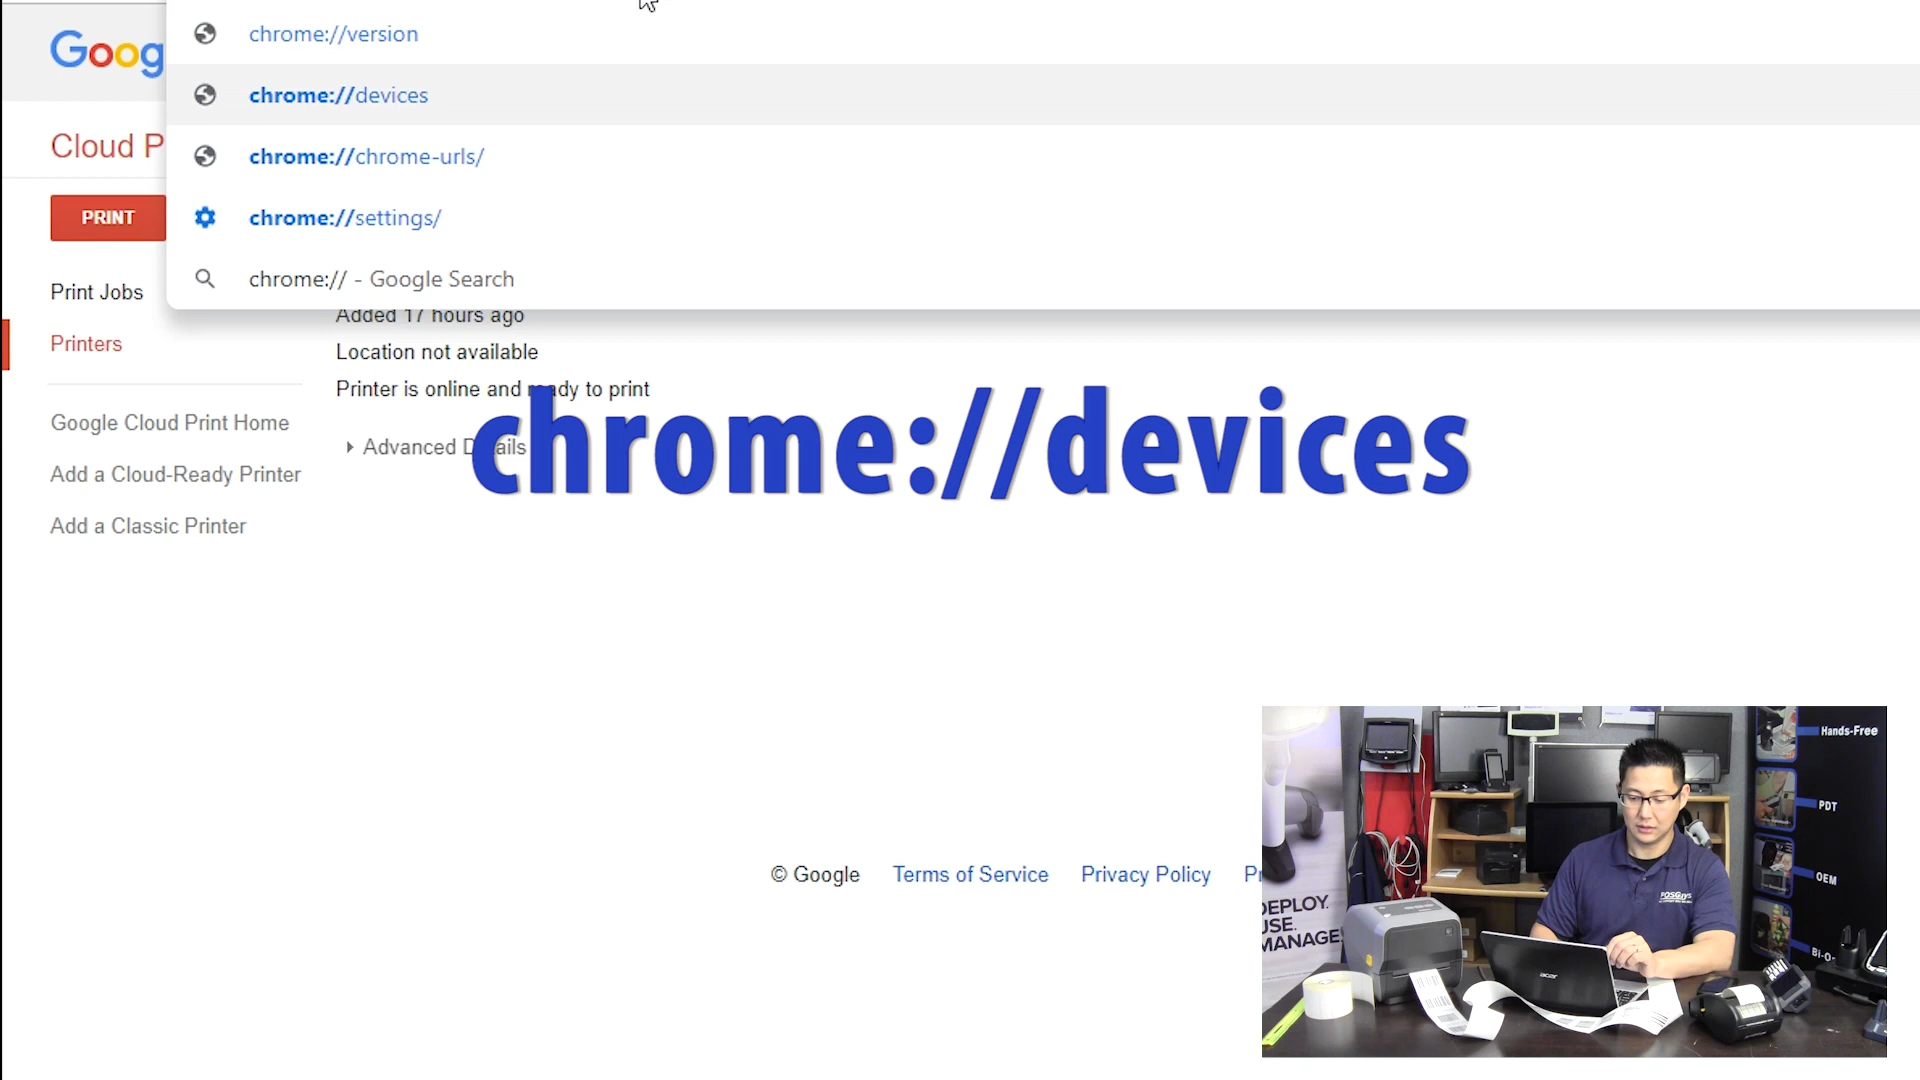 Goog
chrome://version
chrome://devices
chrome://chrome-urls/
chrome://settings/
chrome:// - Google Search
Cloud P
PRINT
Print Jobs
Printers
Google Cloud Print Home
Add a Cloud-Ready Printer
Add a Classic Printer
Added 17 hours ago
Location not available
Printer is online and ready to print
Advanced Details
chrome://devices
© Google Terms of Service Privacy Policy
Hands-Free
PDT
OEM
DEPLOY.
USE.
MANAGE
POSGuys
acer